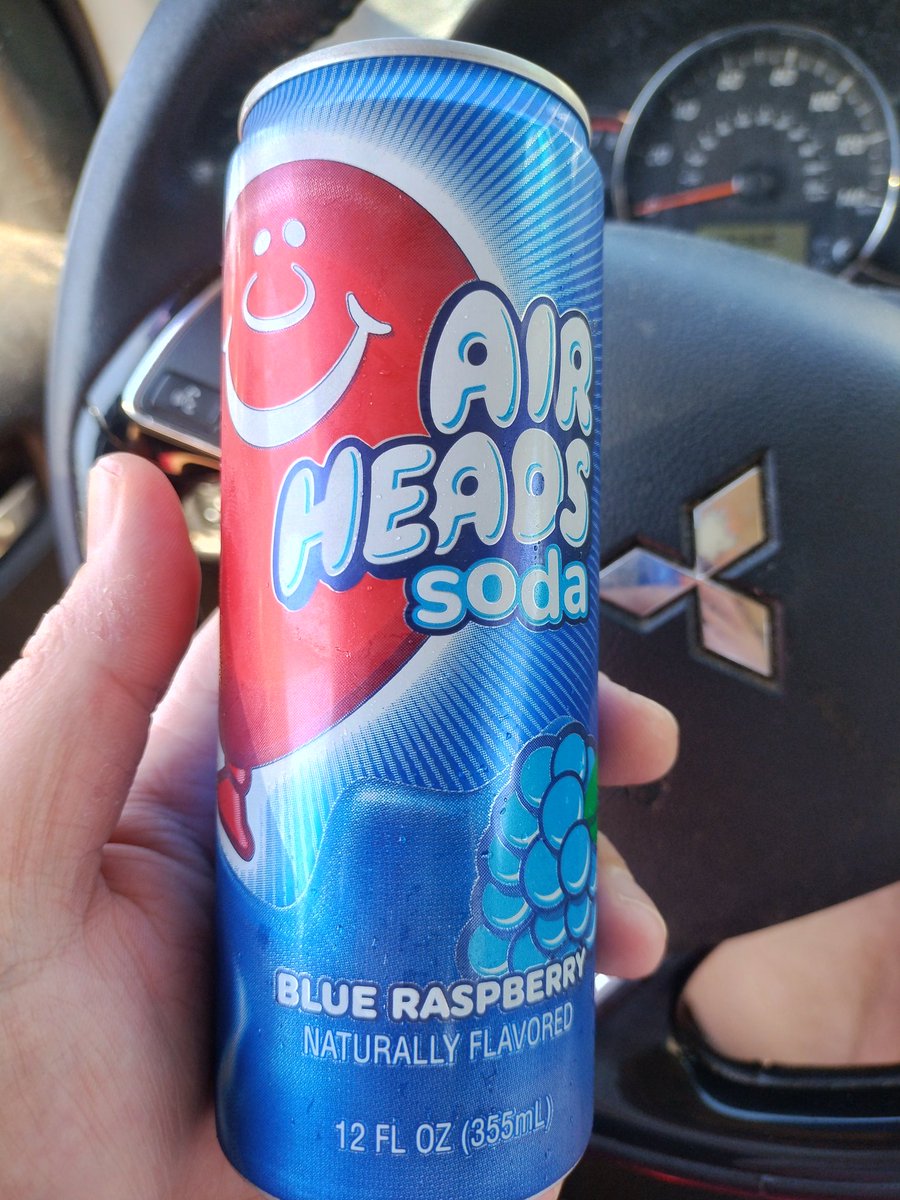 AIR
HEADS
soda
BLUE RASPBERRY
NATURALLY FLAVORED
12 FL OZ (355mL)